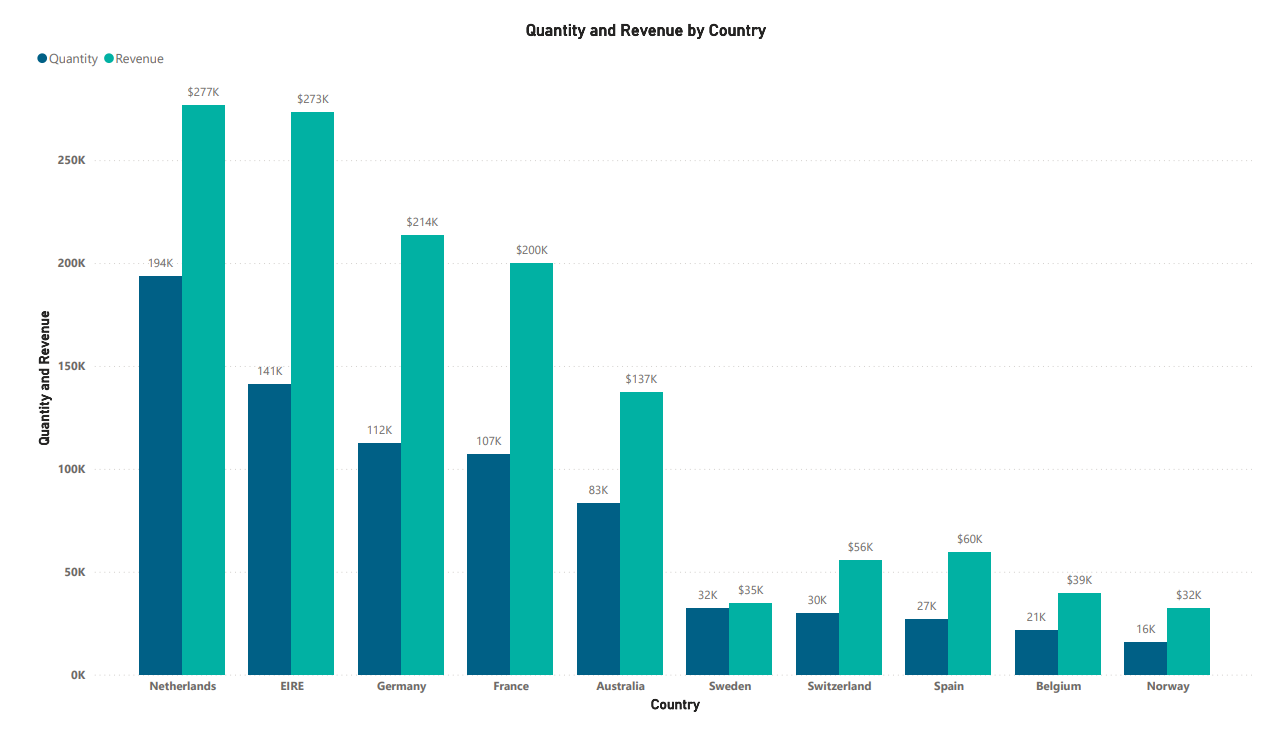 Quantity and Revenue by Country
Quantity Revenue
$277K
$273K
250K
$214K
$200K
200K
194K
150K
141K
$137K
112K
107K
100K
83K
$60K
$56K
50K
32K
$35K
30K
27K
$39K
21K
$32K
16K
0K
Quantity and Revenue
Netherlands EIRE Germany France Australia Sweden Switzerland Spain Belgium Norway
Country